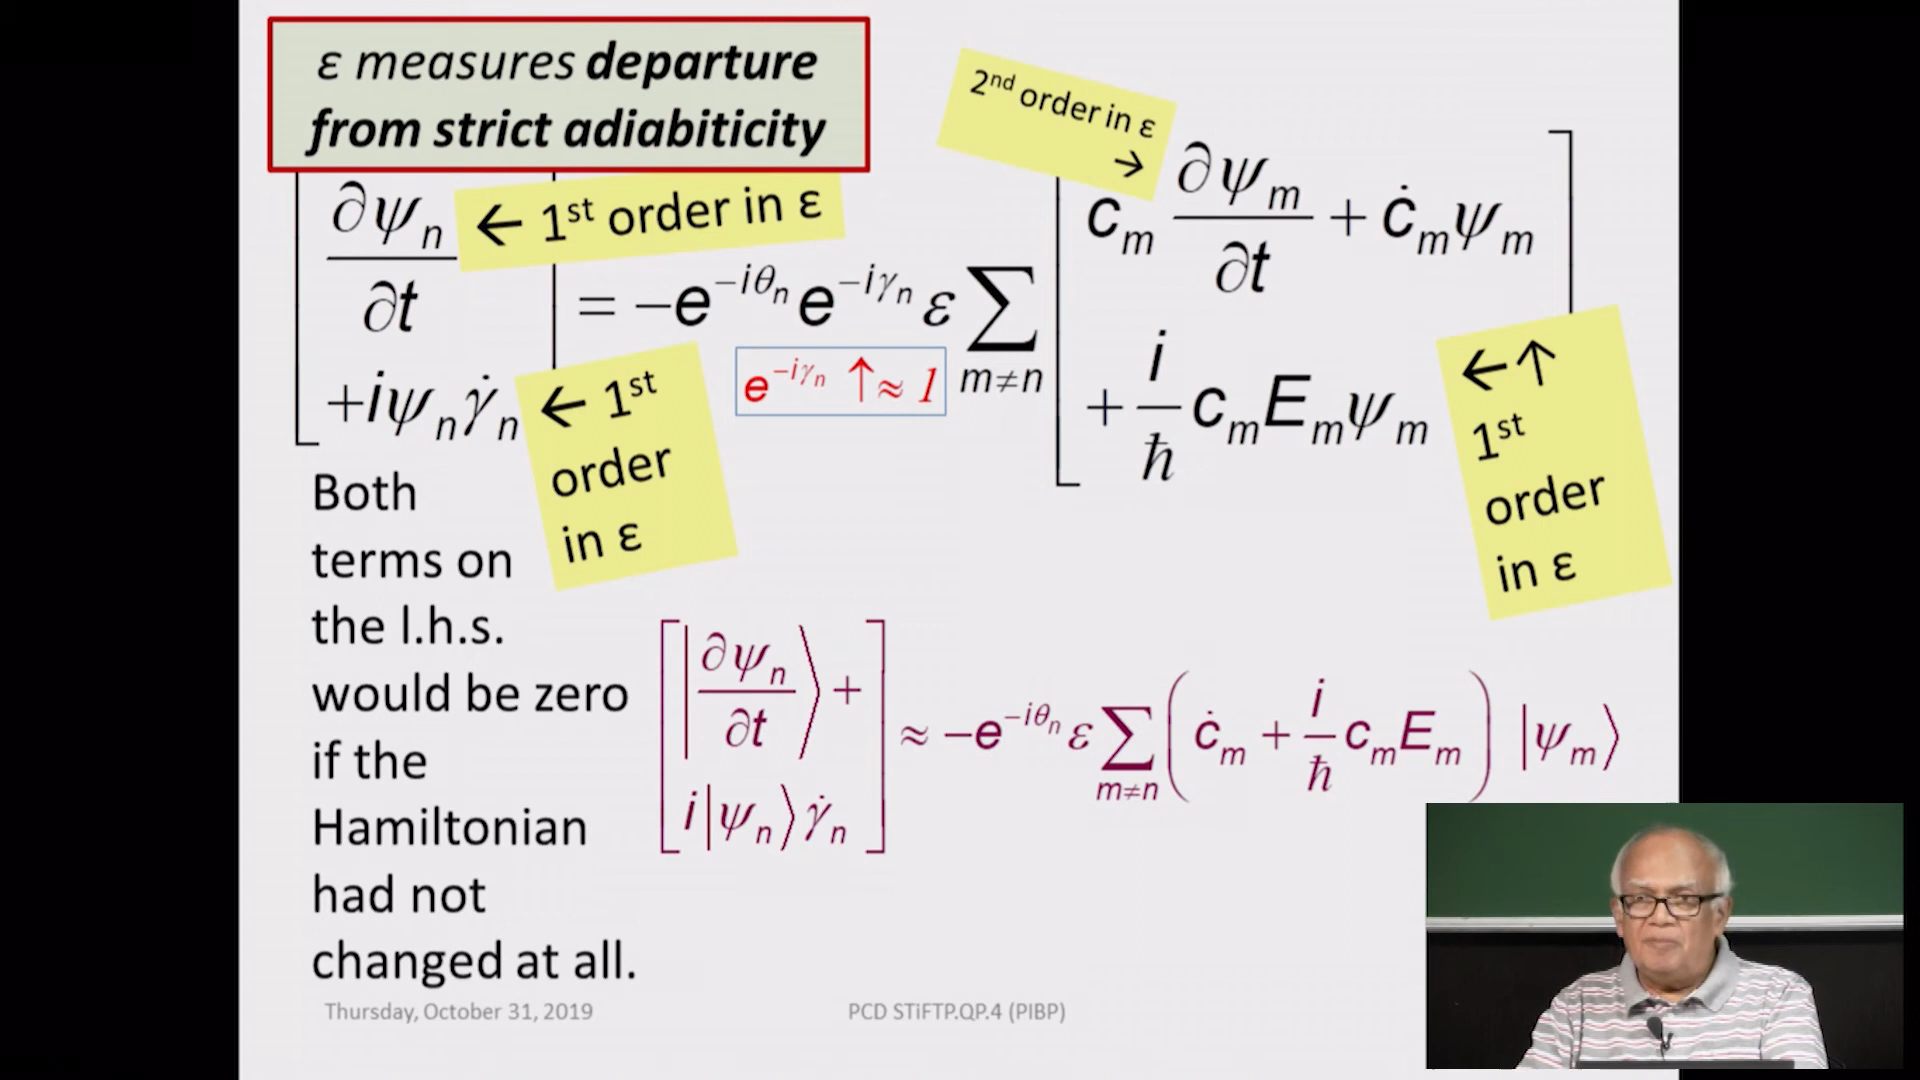 ε measures departure
from strict adiabiticity
2nd order in ε
→
∂ψn
∂t
← 1st order in ε
+iψnγ̇n
← 1st
order
in ε
= −e^{−iθn} e^{−iγn} ε ∑ m≠n
e^{−iγn} ↑≈ 1
cm ∂ψm/∂t + ċmψm
+ i/ħ cmEmψm
←↑
1st
order
in ε
Both
terms on
the l.h.s.
would be zero
if the
Hamiltonian
had not
changed at all.
[ |∂ψn/∂t⟩ + i|ψn⟩γ̇n ] ≈ −e^{−iθn} ε ∑ m≠n ( ċm + i/ħ cmEm ) |ψm⟩
Thursday, October 31, 2019
PCD STiFTP.QP.4 (PIBP)